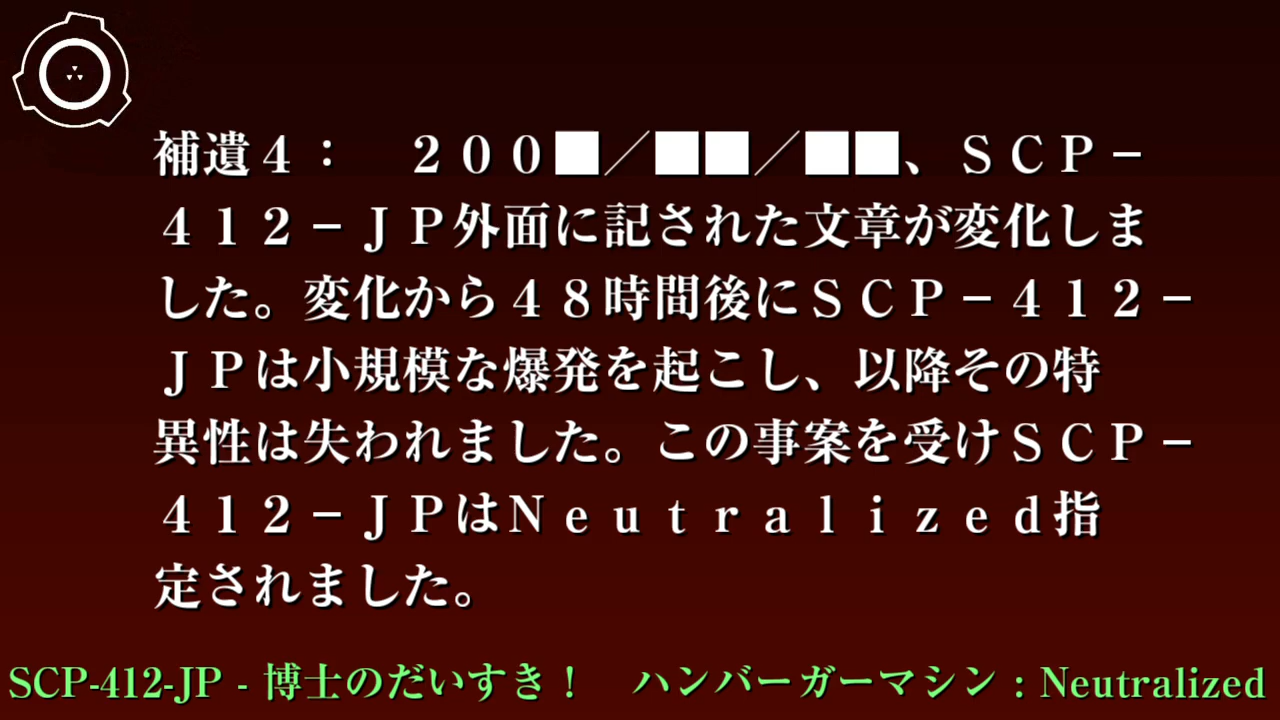 補遺４：　２００■／■■／■■、ＳＣＰ－
４１２－ＪＰ外面に記された文章が変化しま
した。変化から４８時間後にＳＣＰ－４１２－
ＪＰは小規模な爆発を起こし、以降その特
異性は失われました。この事案を受けＳＣＰ－
４１２－ＪＰはＮｅｕｔｒａｌｉｚｅｄ指
定されました。
SCP-412-JP - 博士のだいすき！　ハンバーガーマシン : Neutralized